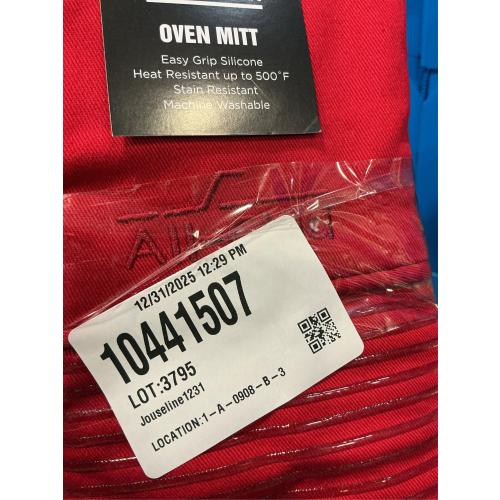 OVEN MITT
Easy Grip Silicone
Heat Resistant up to 500°F
Stain Resistant
Machine Washable
12/31/2025 12:29 PM
10441507
LOT:3795
Jouseline1231
LOCATION:1-A-0908-B-3